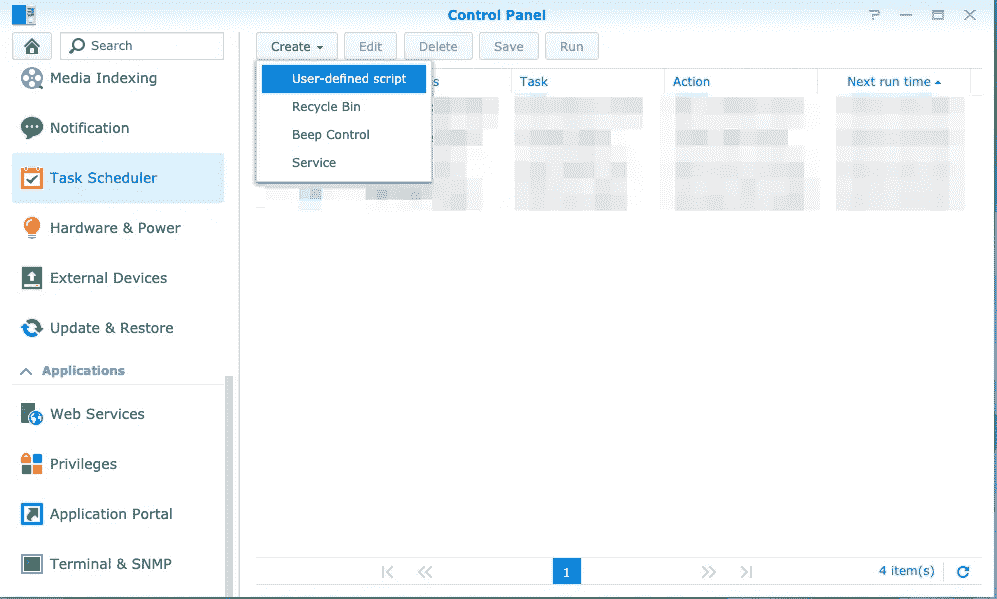 Control Panel
Search
Create Edit Delete Save Run
Media Indexing
Notification
Task Scheduler
Hardware & Power
External Devices
Update & Restore
Applications
Web Services
Privileges
Application Portal
Terminal & SNMP
User-defined script
Recycle Bin
Beep Control
Service
Task Action Next run time
1
4 item(s)